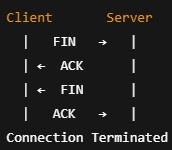 Client Server
| FIN → |
| ← ACK |
| ← FIN |
| ACK → |
Connection Terminated